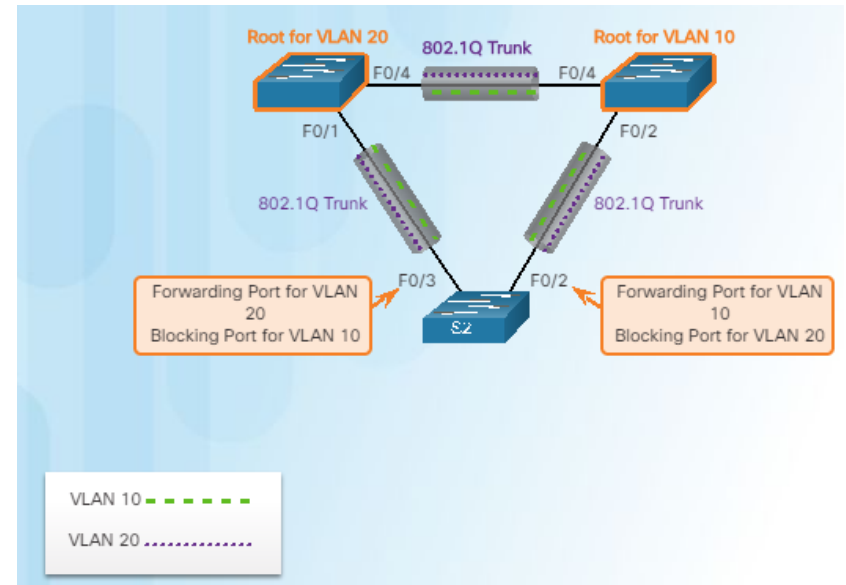 Root for VLAN 20
802.1Q Trunk
Root for VLAN 10
F0/4
F0/4
F0/1
F0/2
802.1Q Trunk
802.1Q Trunk
F0/3
F0/2
Forwarding Port for VLAN
20
Blocking Port for VLAN 10
Forwarding Port for VLAN
10
Blocking Port for VLAN 20
S2
VLAN 10
VLAN 20